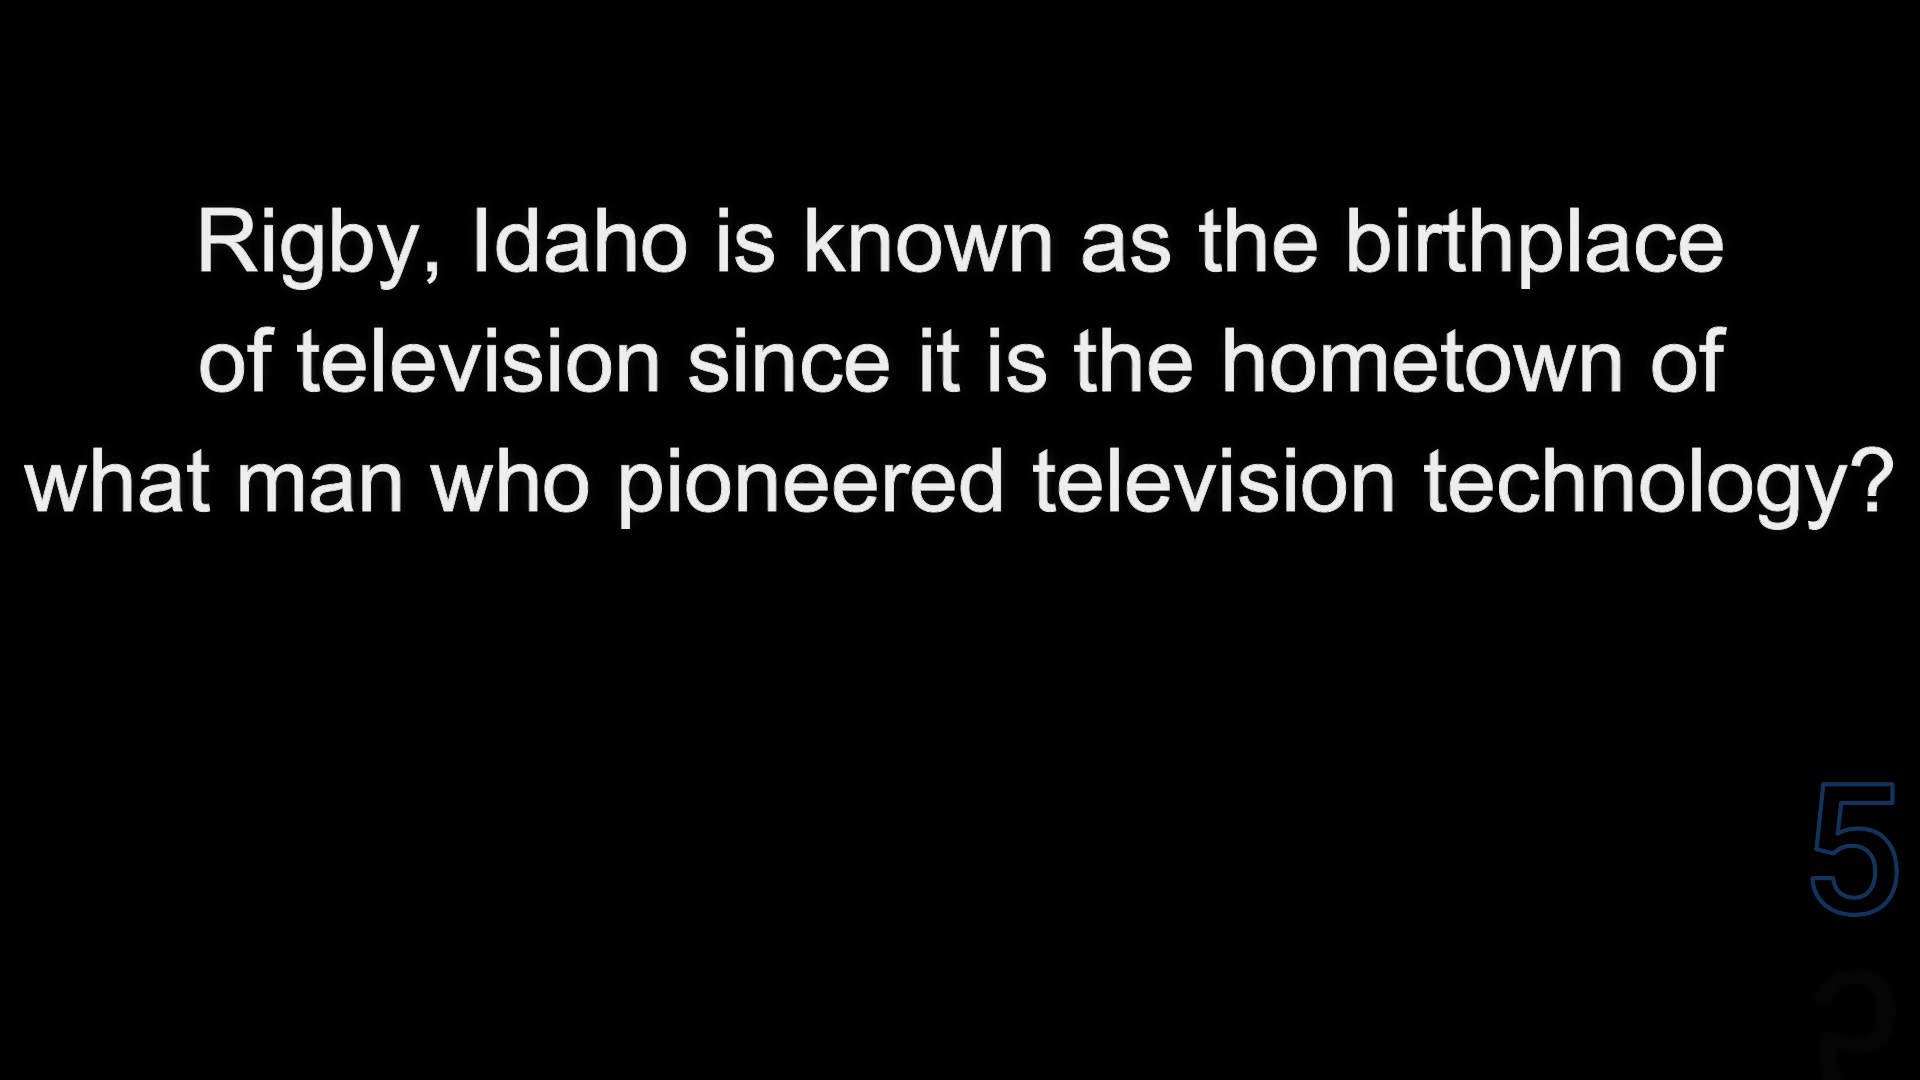 Rigby, Idaho is known as the birthplace
of television since it is the hometown of
what man who pioneered television technology?
5